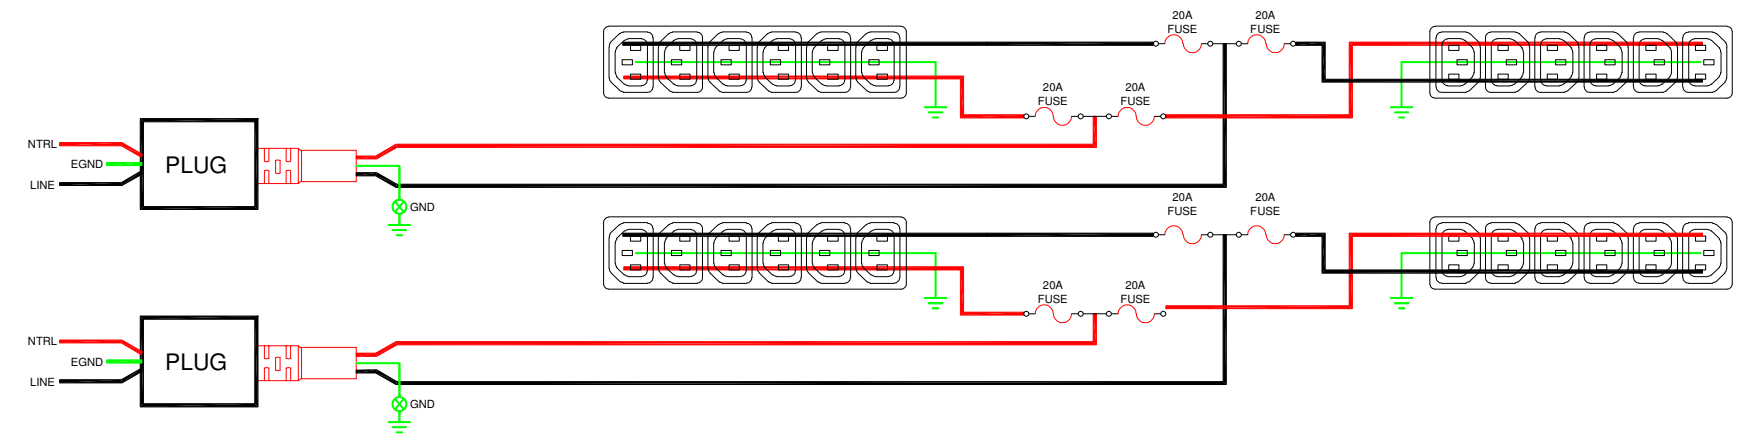 20A
FUSE
20A
FUSE
20A
FUSE
20A
FUSE
NTRL
EGND
LINE
PLUG
GND
20A
FUSE
20A
FUSE
20A
FUSE
20A
FUSE
NTRL
EGND
LINE
PLUG
GND